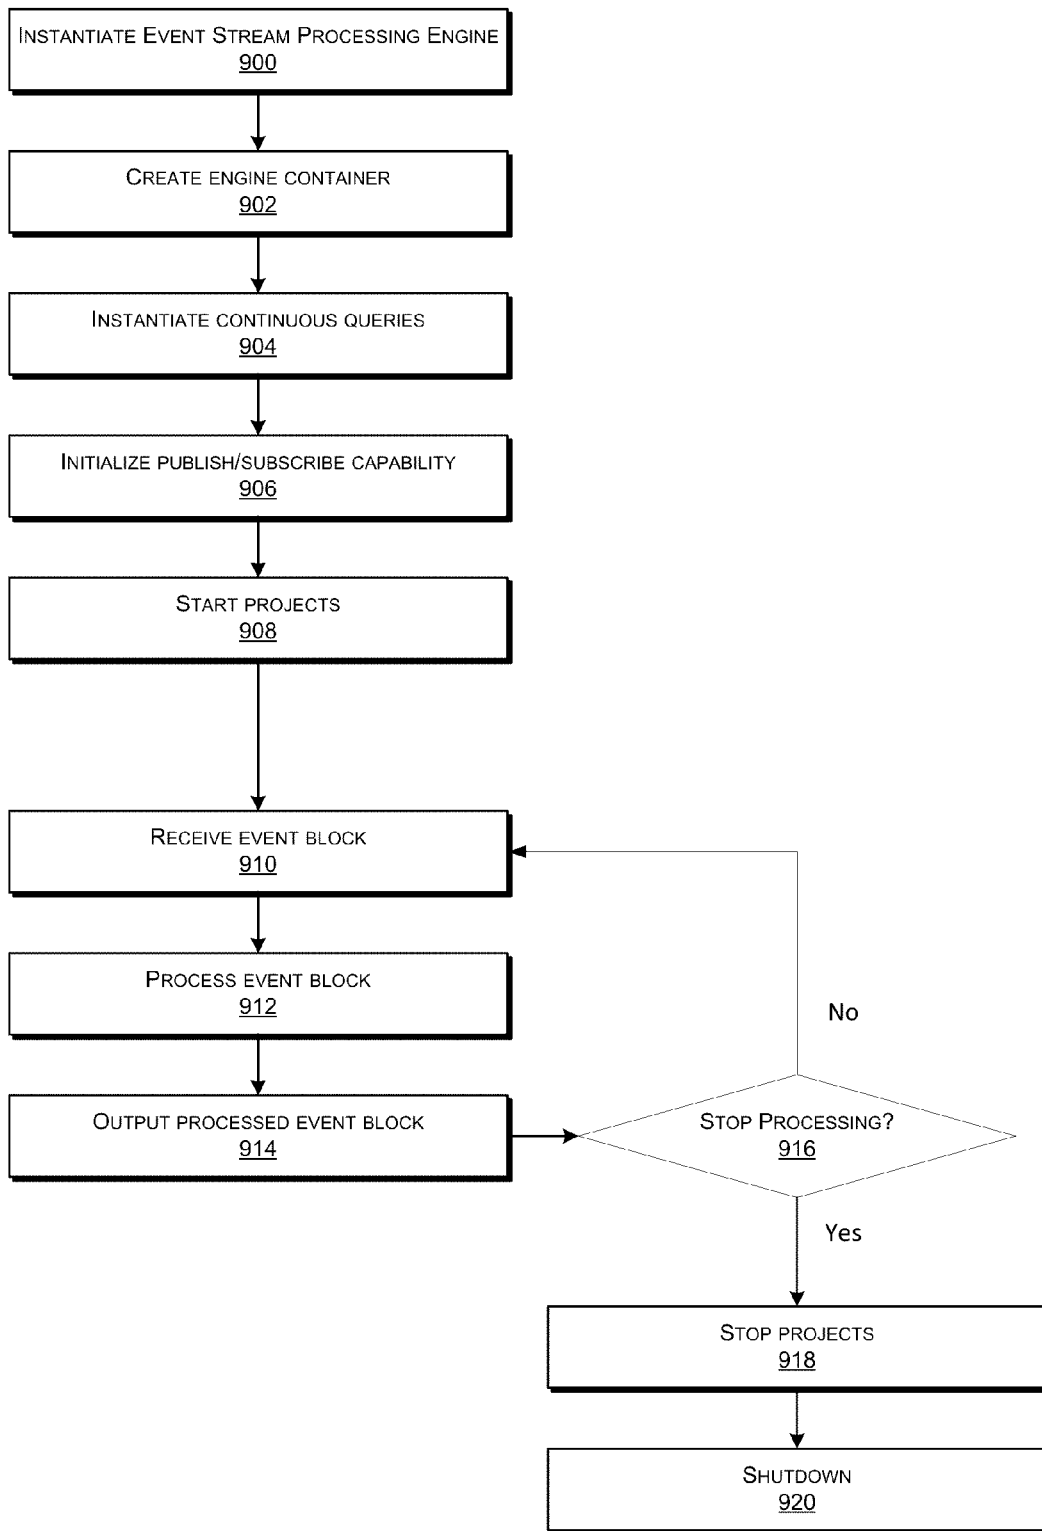 INSTANTIATE EVENT STREAM PROCESSING ENGINE
900
CREATE ENGINE CONTAINER
902
INSTANTIATE CONTINUOUS QUERIES
904
INITIALIZE PUBLISH/SUBSCRIBE CAPABILITY
906
START PROJECTS
908
RECEIVE EVENT BLOCK
910
PROCESS EVENT BLOCK
912
No
OUTPUT PROCESSED EVENT BLOCK
914
STOP PROCESSING?
916
Yes
STOP PROJECTS
918
SHUTDOWN
920